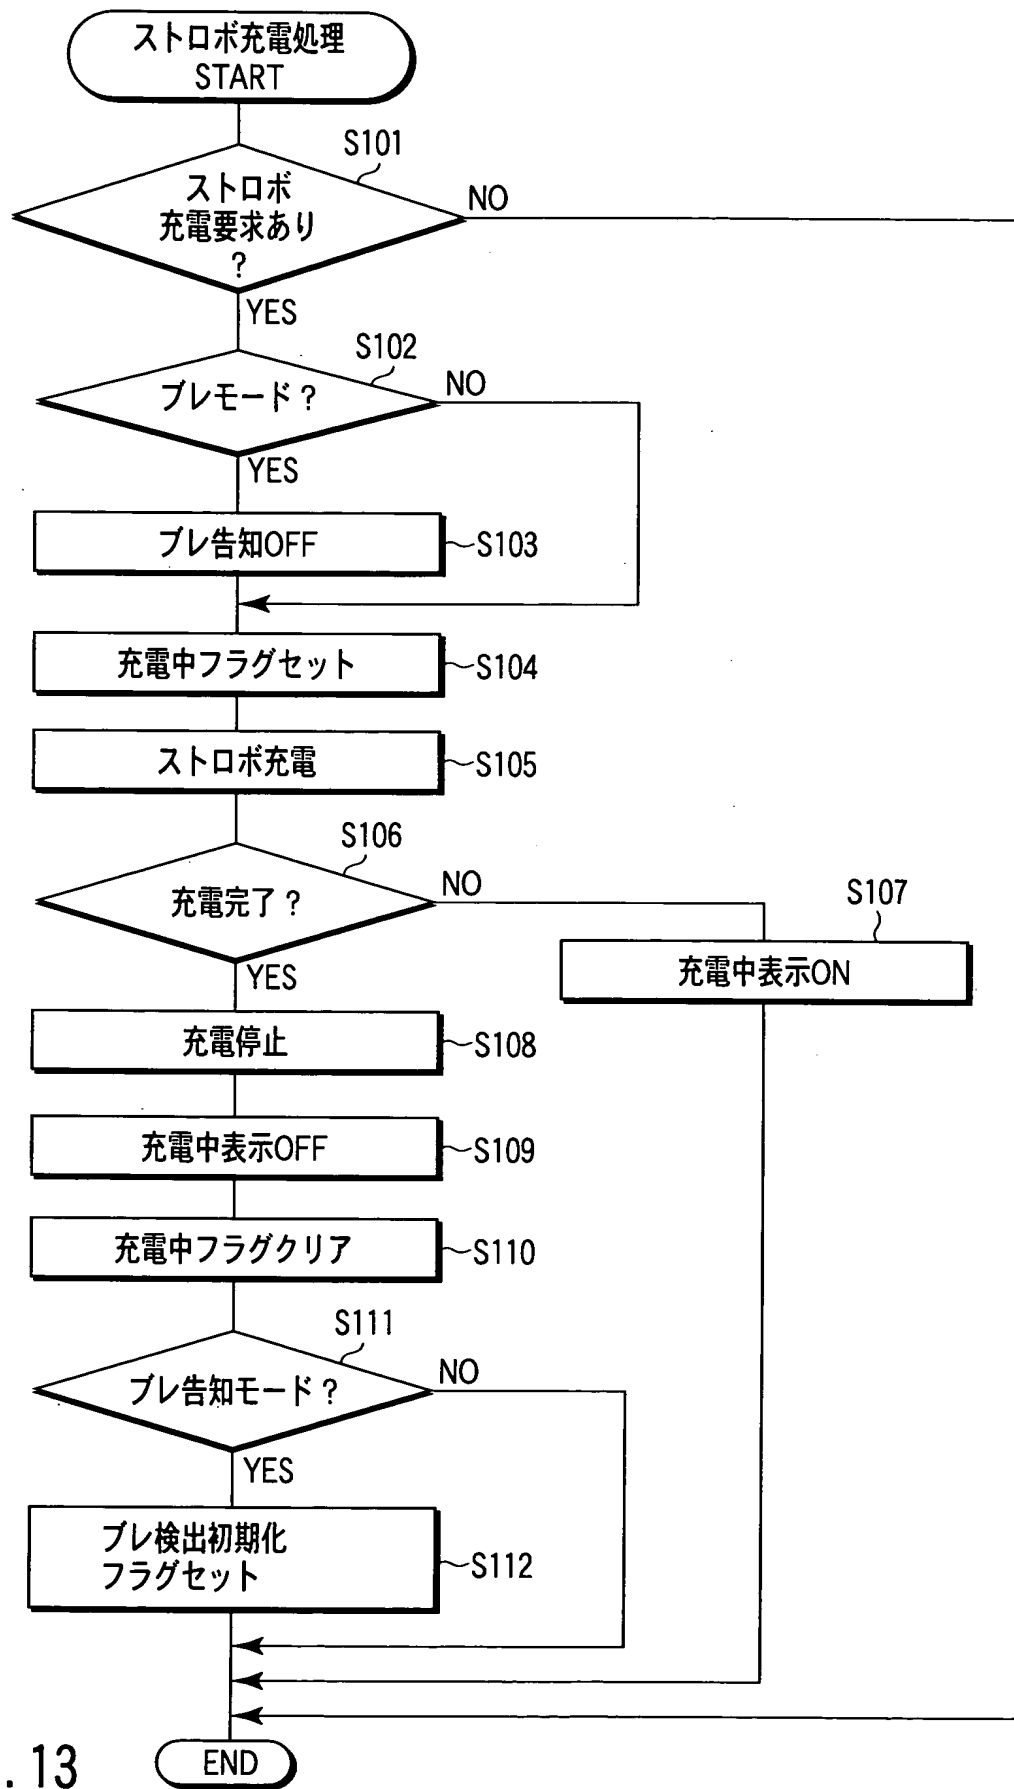 ストロボ充電処理
START
S101
ストロボ
充電要求あり
?
NO
YES
S102
ブレモード?
NO
YES
ブレ告知OFF
S103
充電中フラグセット
S104
ストロボ充電
S105
S106
充電完了?
NO
YES
S107
充電中表示ON
充電停止
S108
充電中表示OFF
S109
充電中フラグクリア
S110
S111
ブレ告知モード?
NO
YES
ブレ検出初期化
フラグセット
S112
END
. 13